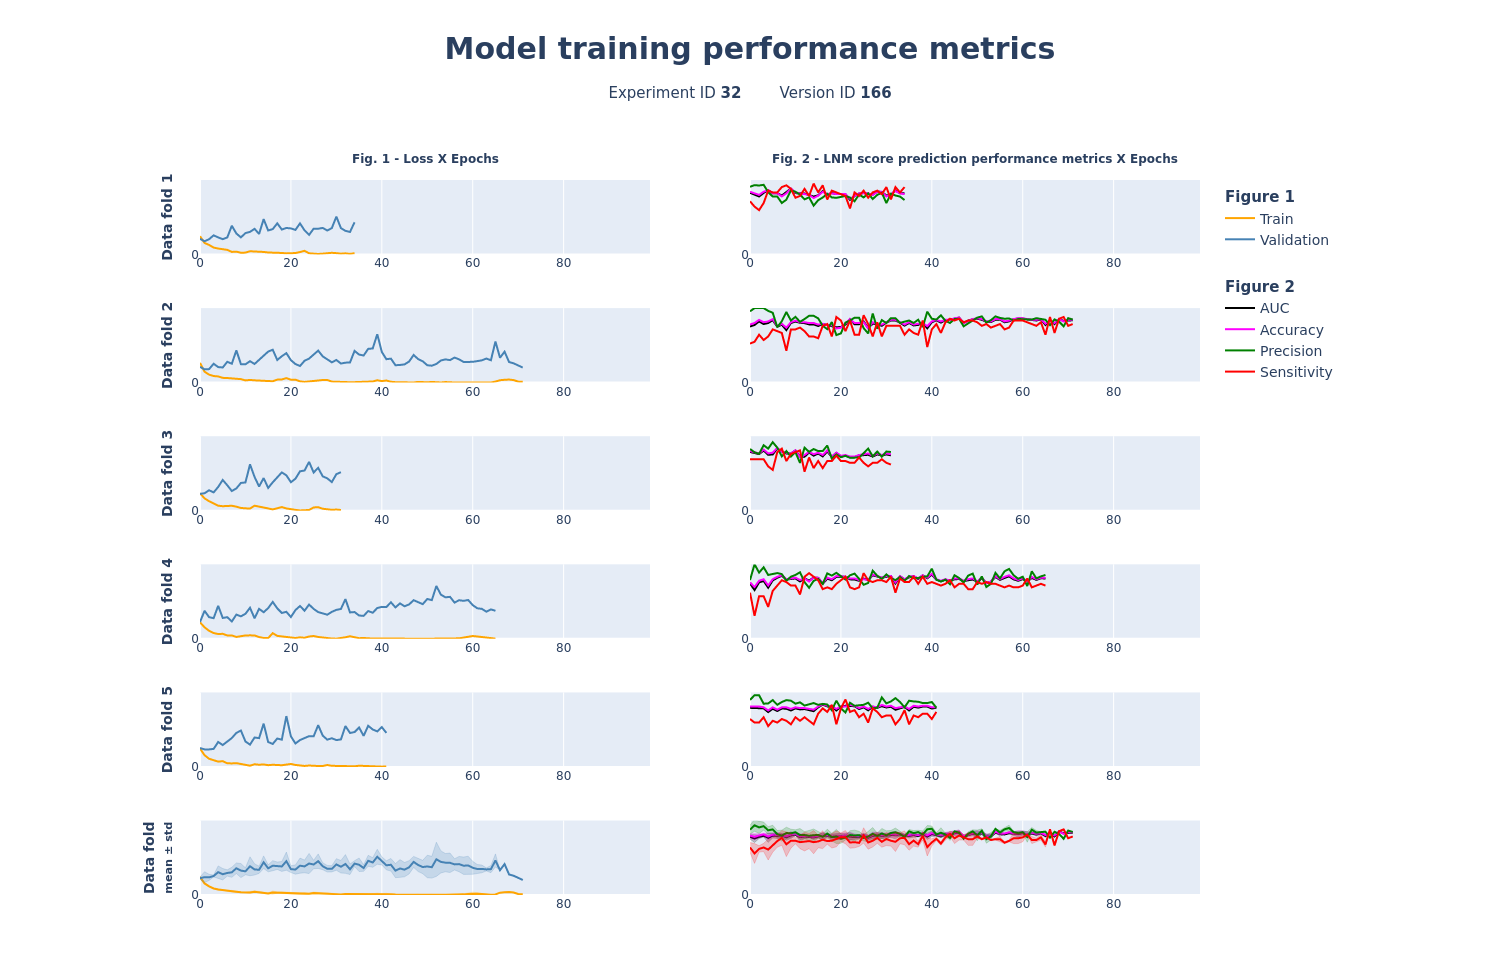 Model training performance metrics
Experiment ID 32 Version ID 166
Fig. 1 - Loss X Epochs
Fig. 2 - LNM score prediction performance metrics X Epochs
Data fold 1
0
0 20 40 60 80
0
0 20 40 60 80
Figure 1
Train
Validation
Figure 2
AUC
Accuracy
Precision
Sensitivity
Data fold 2
0
0 20 40 60 80
0
0 20 40 60 80
Data fold 3
0
0 20 40 60 80
0
0 20 40 60 80
Data fold 4
0
0 20 40 60 80
0
0 20 40 60 80
Data fold 5
0
0 20 40 60 80
0
0 20 40 60 80
Data fold
mean ± std
0
0 20 40 60 80
0
0 20 40 60 80